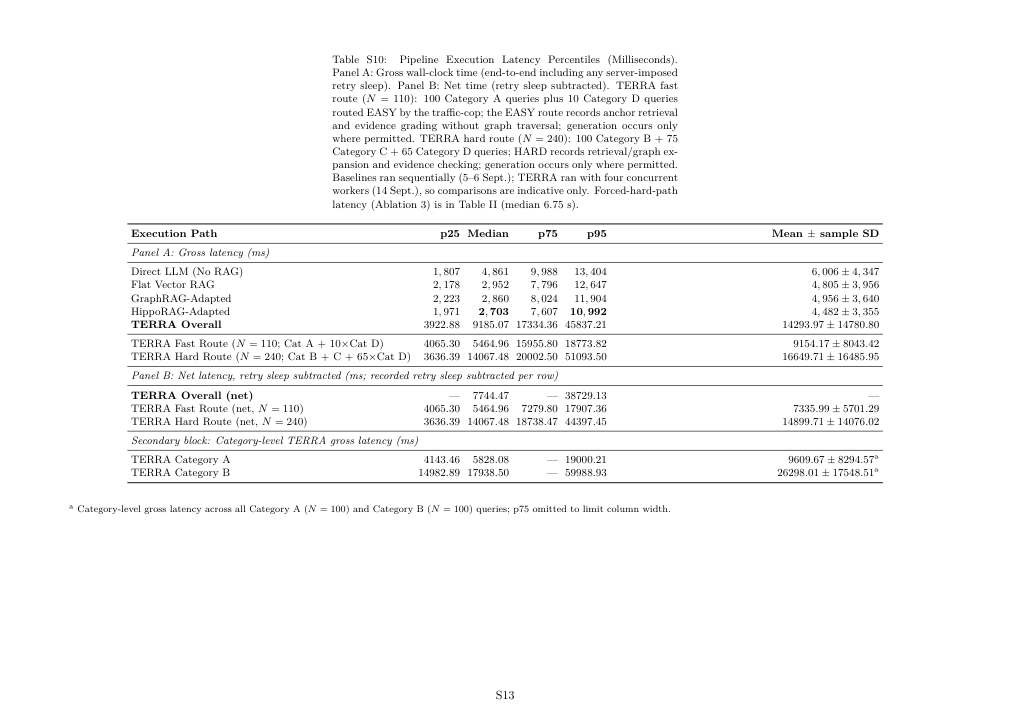 Table S10: Pipeline Execution Latency Percentiles (Milliseconds).
Panel A: Gross wall-clock time (end-to-end including any server-imposed
retry sleep). Panel B: Net time (retry sleep subtracted). TERRA fast
route (N = 110): 100 Category A queries plus 10 Category D queries
routed EASY by the traffic-cop; the EASY route records anchor retrieval
and evidence grading without graph traversal; generation occurs only
where permitted. TERRA hard route (N = 240): 100 Category B + 75
Category C + 65 Category D queries; HARD records retrieval/graph ex-
pansion and evidence checking; generation occurs only where permitted.
Baselines ran sequentially (5–6 Sept.); TERRA ran with four concurrent
workers (14 Sept.), so comparisons are indicative only. Forced-hard-path
latency (Ablation 3) is in Table II (median 6.75 s).
Execution Path p25 Median p75 p95 Mean ± sample SD
Panel A: Gross latency (ms)
Direct LLM (No RAG) 1,807 4,861 9,988 13,404 6,006 ± 4,347
Flat Vector RAG 2,178 2,952 7,796 12,647 4,805 ± 3,956
GraphRAG-Adapted 2,223 2,860 8,024 11,904 4,956 ± 3,640
HippoRAG-Adapted 1,971 2,703 7,607 10,992 4,482 ± 3,355
TERRA Overall 3922.88 9185.07 17334.36 45837.21 14293.97 ± 14780.80
TERRA Fast Route (N = 110; Cat A + 10×Cat D) 4065.30 5464.96 15955.80 18773.82 9154.17 ± 8043.42
TERRA Hard Route (N = 240; Cat B + C + 65×Cat D) 3636.39 14067.48 20002.50 51093.50 16649.71 ± 16485.95
Panel B: Net latency, retry sleep subtracted (ms; recorded retry sleep subtracted per row)
TERRA Overall (net) — 7744.47 — 38729.13 —
TERRA Fast Route (net, N = 110) 4065.30 5464.96 7279.80 17907.36 7335.99 ± 5701.29
TERRA Hard Route (net, N = 240) 3636.39 14067.48 18738.47 44397.45 14899.71 ± 14076.02
Secondary block: Category-level TERRA gross latency (ms)
TERRA Category A 4143.46 5828.08 — 19000.21 9609.67 ± 8294.57ᵃ
TERRA Category B 14982.89 17938.50 — 59988.93 26298.01 ± 17548.51ᵃ
ᵃ Category-level gross latency across all Category A (N = 100) and Category B (N = 100) queries; p75 omitted to limit column width.
S13